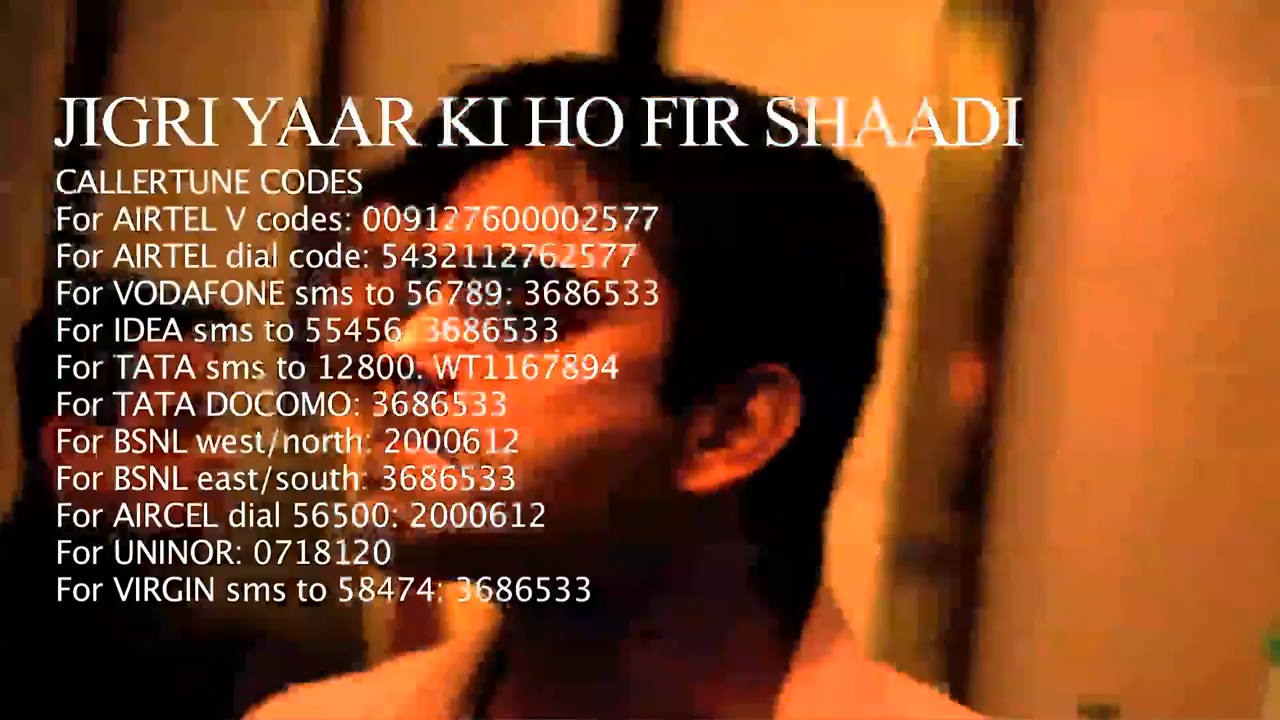 JIGRI YAAR KI HO FIR SHAADI
CALLERTUNE CODES
For AIRTEL V codes: 009127600002577
For AIRTEL dial code: 5432112762577
For VODAFONE sms to 56789: 3686533
For IDEA sms to 55456: 3686533
For TATA sms to 12800: WT1167894
For TATA DOCOMO: 3686533
For BSNL west/north: 2000612
For BSNL east/south: 3686533
For AIRCEL dial 56500: 2000612
For UNINOR: 0718120
For VIRGIN sms to 58474: 3686533